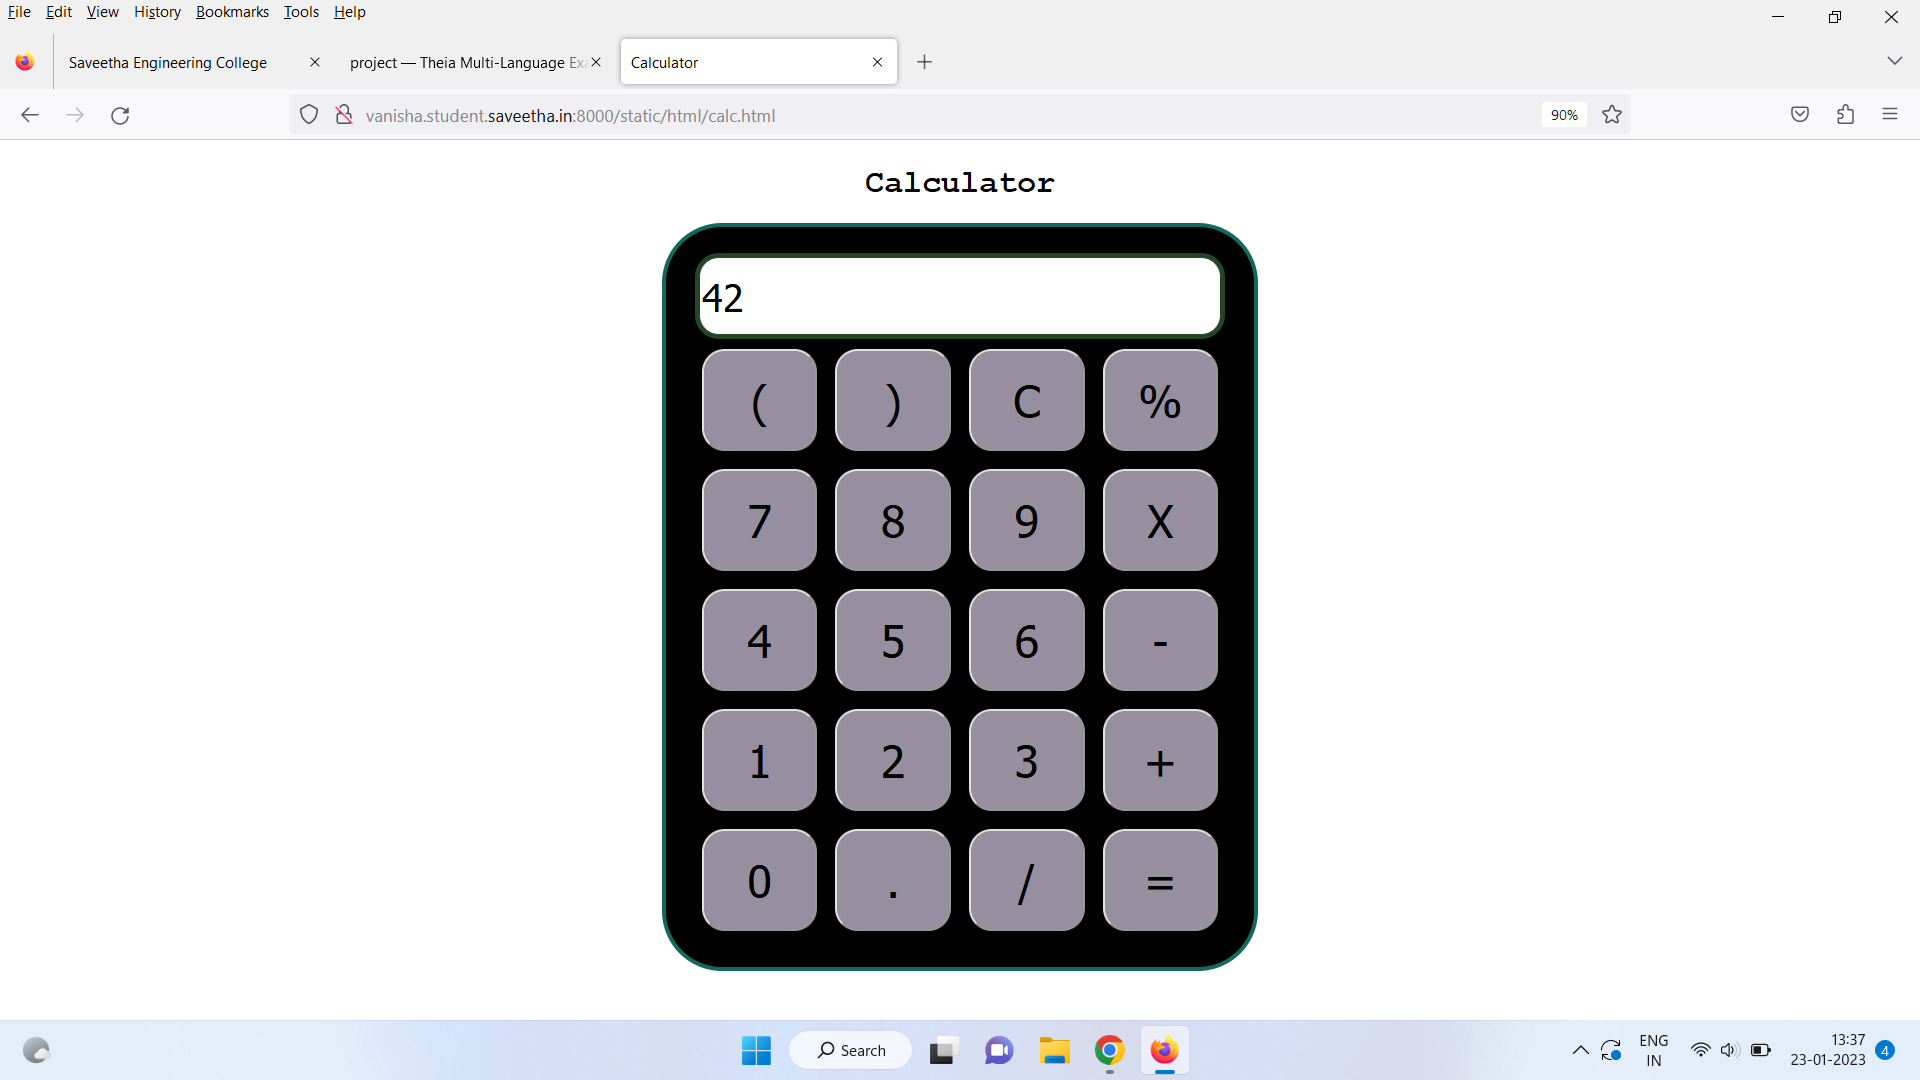 File Edit View History Bookmarks Tools Help
Saveetha Engineering College
project — Theia Multi-Language Exa
Calculator
vanisha.student.saveetha.in:8000/static/html/calc.html
90%
Calculator
42
( ) C %
7 8 9 X
4 5 6 -
1 2 3 +
0 . / =
Search
ENG
IN
13:37
23-01-2023
4